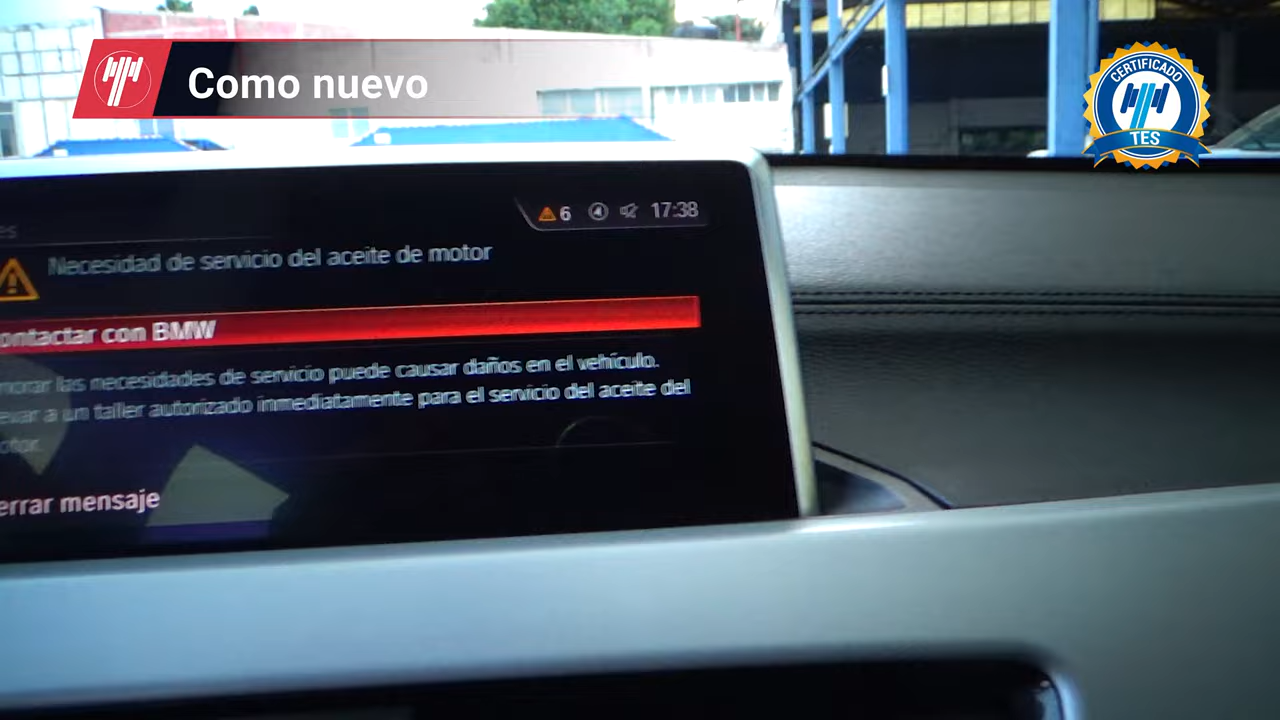 Como nuevo
CERTIFICADO
TES
es
6 17:38
Necesidad de servicio del aceite de motor
ontactar con BMW
norar las necesidades de servicio puede causar daños en el vehículo.
evar a un taller autorizado inmediatamente para el servicio del aceite del
otor.
errar mensaje